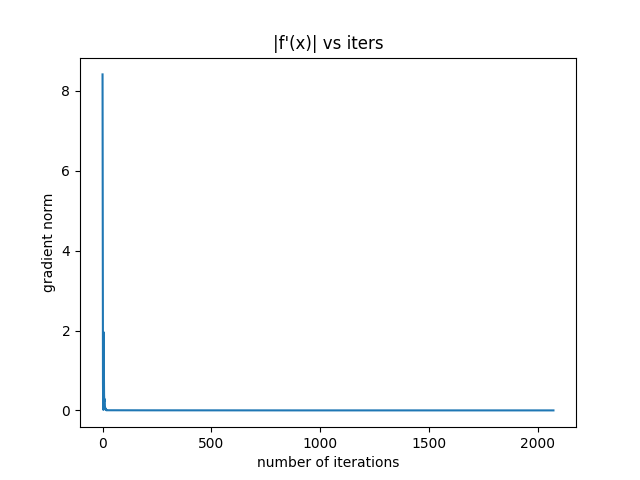 |f'(x)| vs iters
8
6
4
2
0
gradient norm
0 500 1000 1500 2000
number of iterations